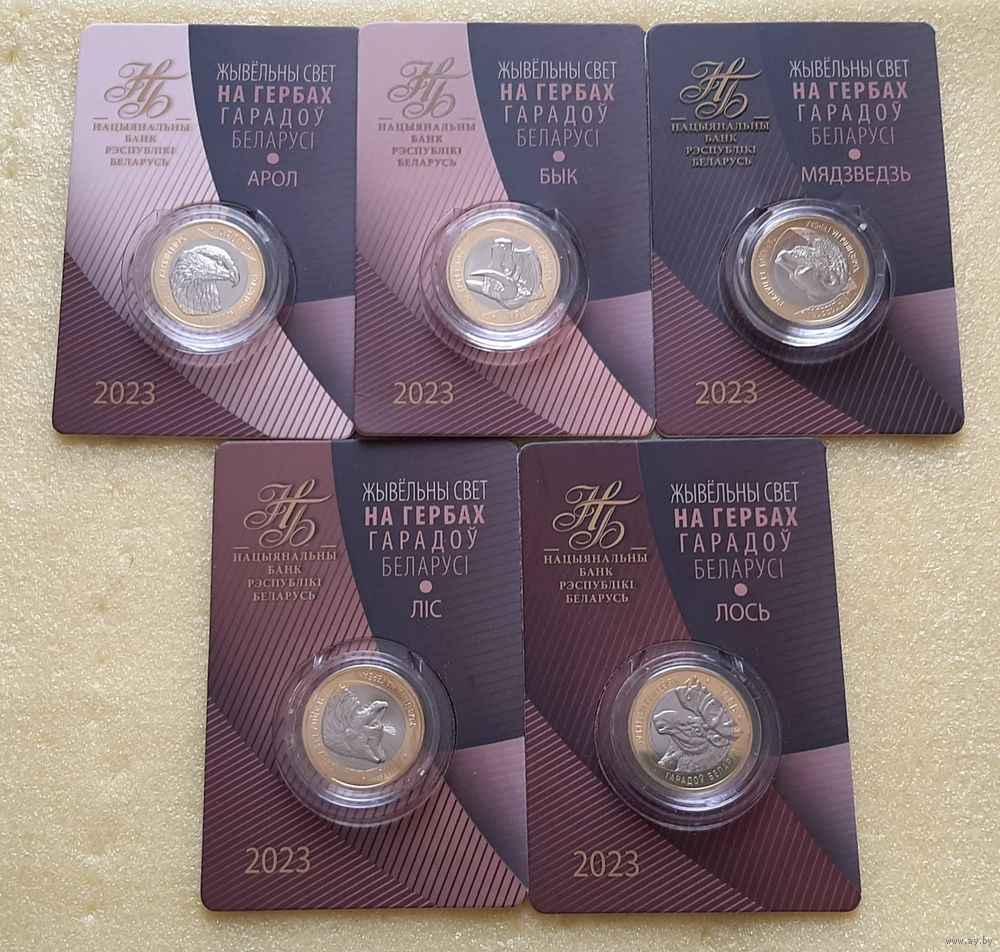 НБ
НАЦЫЯНАЛЬНЫ
БАНК
РЭСПУБЛІКІ
БЕЛАРУСЬ
ЖЫВЁЛЬНЫ СВЕТ
НА ГЕРБАХ
ГАРАДОЎ
БЕЛАРУСІ
АРОЛ
2023
НБ
НАЦЫЯНАЛЬНЫ
БАНК
РЭСПУБЛІКІ
БЕЛАРУСЬ
ЖЫВЁЛЬНЫ СВЕТ
НА ГЕРБАХ
ГАРАДОЎ
БЕЛАРУСІ
БЫК
2023
НБ
НАЦЫЯНАЛЬНЫ
БАНК
РЭСПУБЛІКІ
БЕЛАРУСЬ
ЖЫВЁЛЬНЫ СВЕТ
НА ГЕРБАХ
ГАРАДОЎ
БЕЛАРУСІ
МЯДЗВЕДЗЬ
2023
НБ
НАЦЫЯНАЛЬНЫ
БАНК
РЭСПУБЛІКІ
БЕЛАРУСЬ
ЖЫВЁЛЬНЫ СВЕТ
НА ГЕРБАХ
ГАРАДОЎ
БЕЛАРУСІ
ЛІС
2023
НБ
НАЦЫЯНАЛЬНЫ
БАНК
РЭСПУБЛІКІ
БЕЛАРУСЬ
ЖЫВЁЛЬНЫ СВЕТ
НА ГЕРБАХ
ГАРАДОЎ
БЕЛАРУСІ
ЛОСЬ
ГАРАДОЎ
2023
www.ay.by